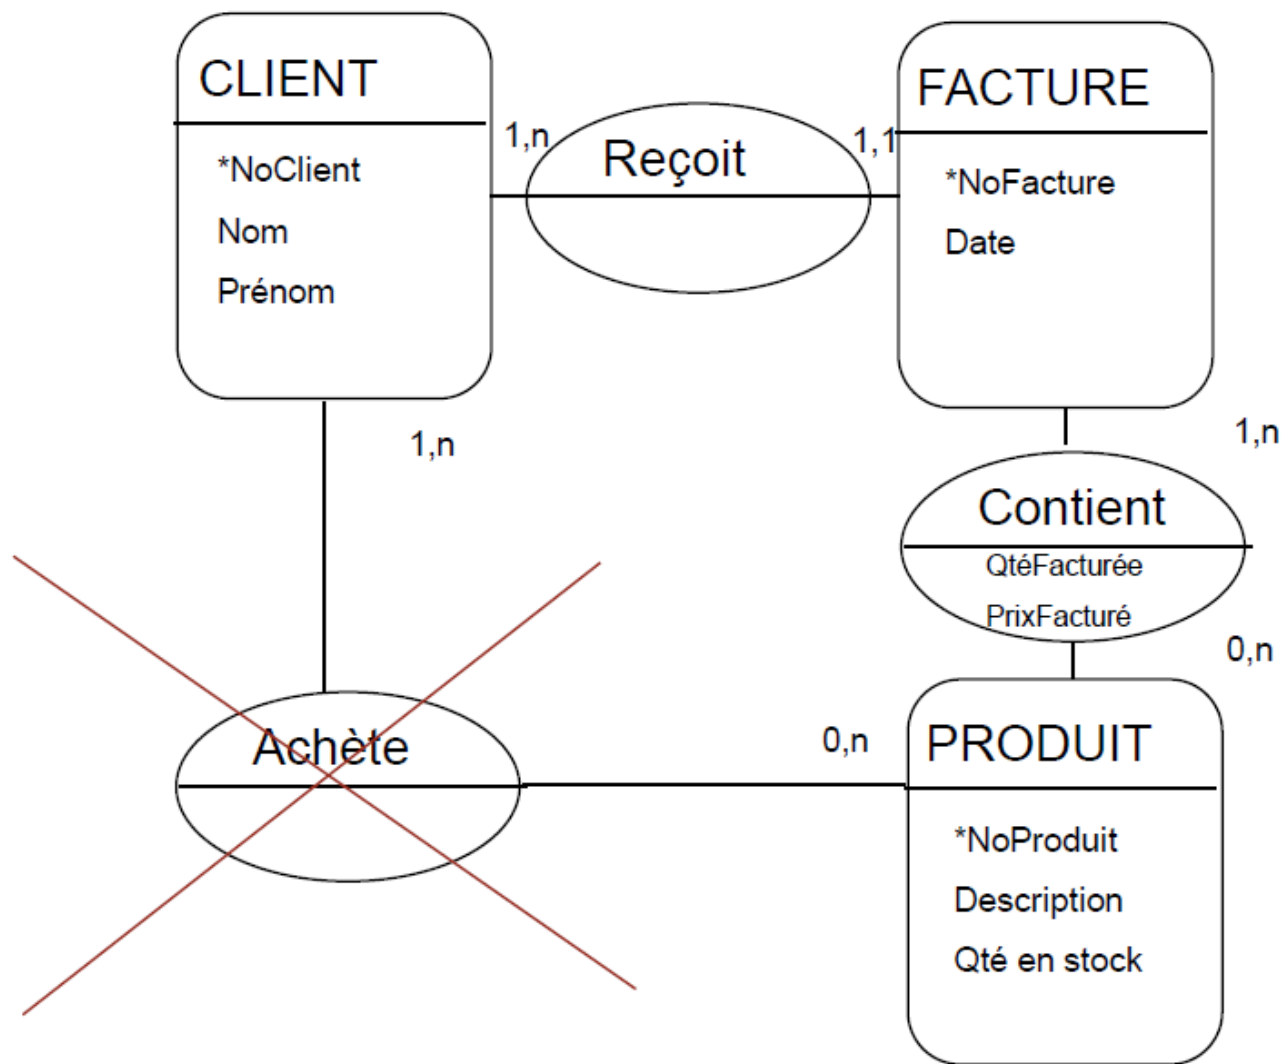 CLIENT
*NoClient
Nom
Prénom
1,n
Reçoit
1,1
FACTURE
*NoFacture
Date
1,n
1,n
Contient
QtéFacturée
PrixFacturé
0,n
Achète
0,n
PRODUIT
*NoProduit
Description
Qté en stock